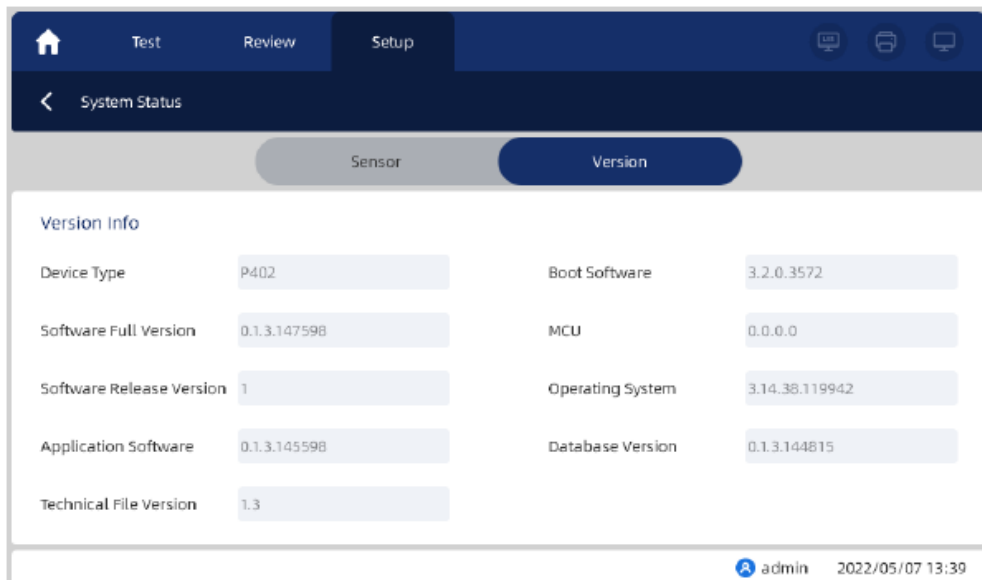 Test Review Setup LIS
System Status
Sensor Version
Version Info
Device Type P402 Boot Software 3.2.0.3572
Software Full Version 0.1.3.147598 MCU 0.0.0.0
Software Release Version 1 Operating System 3.14.38.119942
Application Software 0.1.3.145598 Database Version 0.1.3.144815
Technical File Version 1.3
admin 2022/05/07 13:39